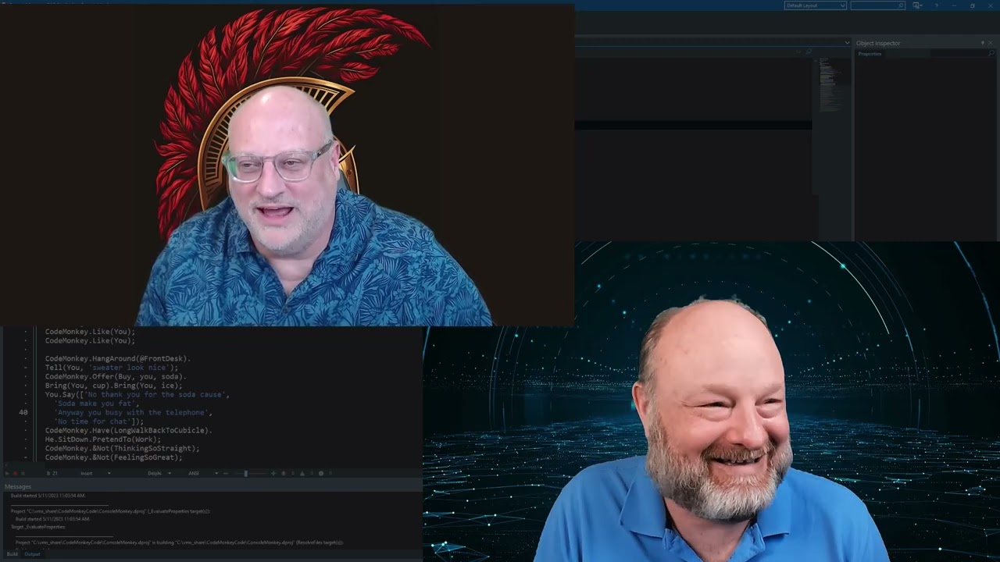 Default Layout
Object Inspector
Properties
CodeMonkey.Like(You);
CodeMonkey.Like(You);
CodeMonkey.HangAround(@FrontDesk).
Tell(You, 'sweater look nice');
CodeMonkey.Offer(Buy, you, soda).
Bring(You, cup).Bring(You, ice);
You.Say(['No thank you for the soda cause',
'Soda make you fat',
40 'Anyway you busy with the telephone',
'No time for chat']);
CodeMonkey.Have(LongWalkBackToCubicle).
He.SitDown.PretendTo(Work);
CodeMonkey.&Not(ThinkingSoStraight);
CodeMonkey.&Not(FeelingSoGreat);
Insert Delphi ANSI
Messages
Build started 5/11/2023 11:03:54 AM.
Project "C:\vmn_share\CodeMonkeyCode\ConsoleMonkey.dproj" (_EvaluateProperties target(s)):
Build started 5/11/2023 11:03:54 AM.
Target _EvaluateProperties:
Project "C:\vmn_share\CodeMonkeyCode\ConsoleMonkey.dproj" is building "C:\vmn_share\CodeMonkeyCode\ConsoleMonkey.dproj" (ResolveFiles target(s)):
Build Output